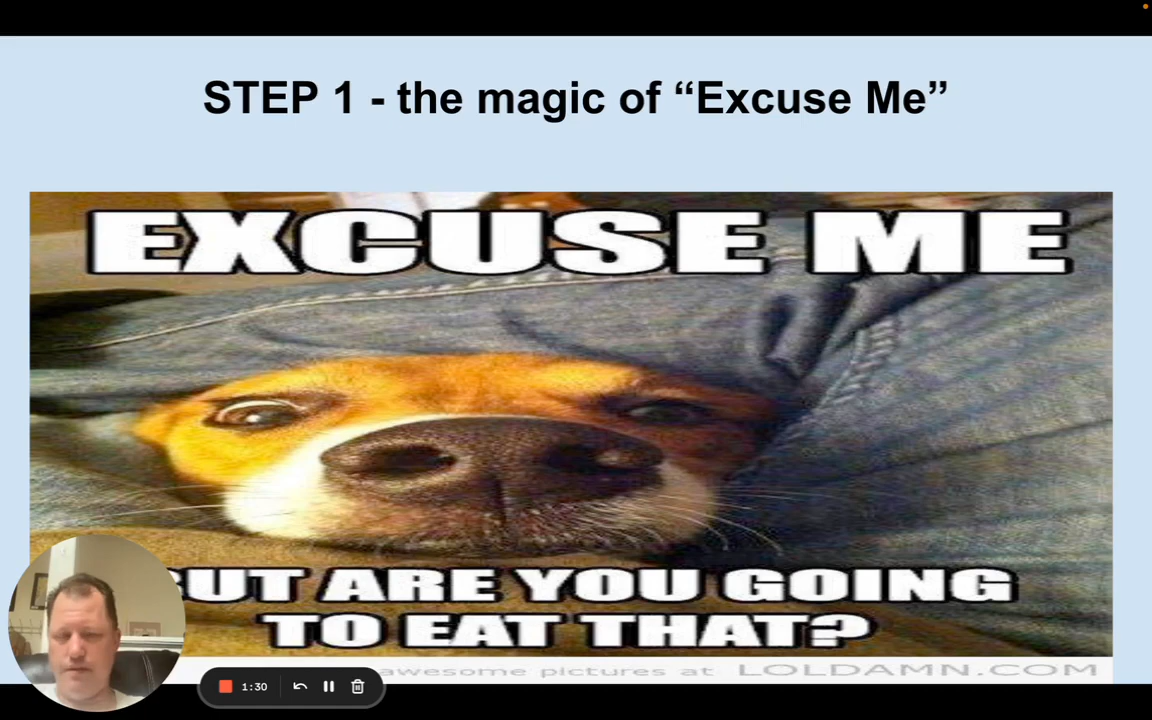 STEP 1 - the magic of “Excuse Me”
EXCUSE ME
BUT ARE YOU GOING
TO EAT THAT?
awesome pictures at LOLDAMN.COM
1:30